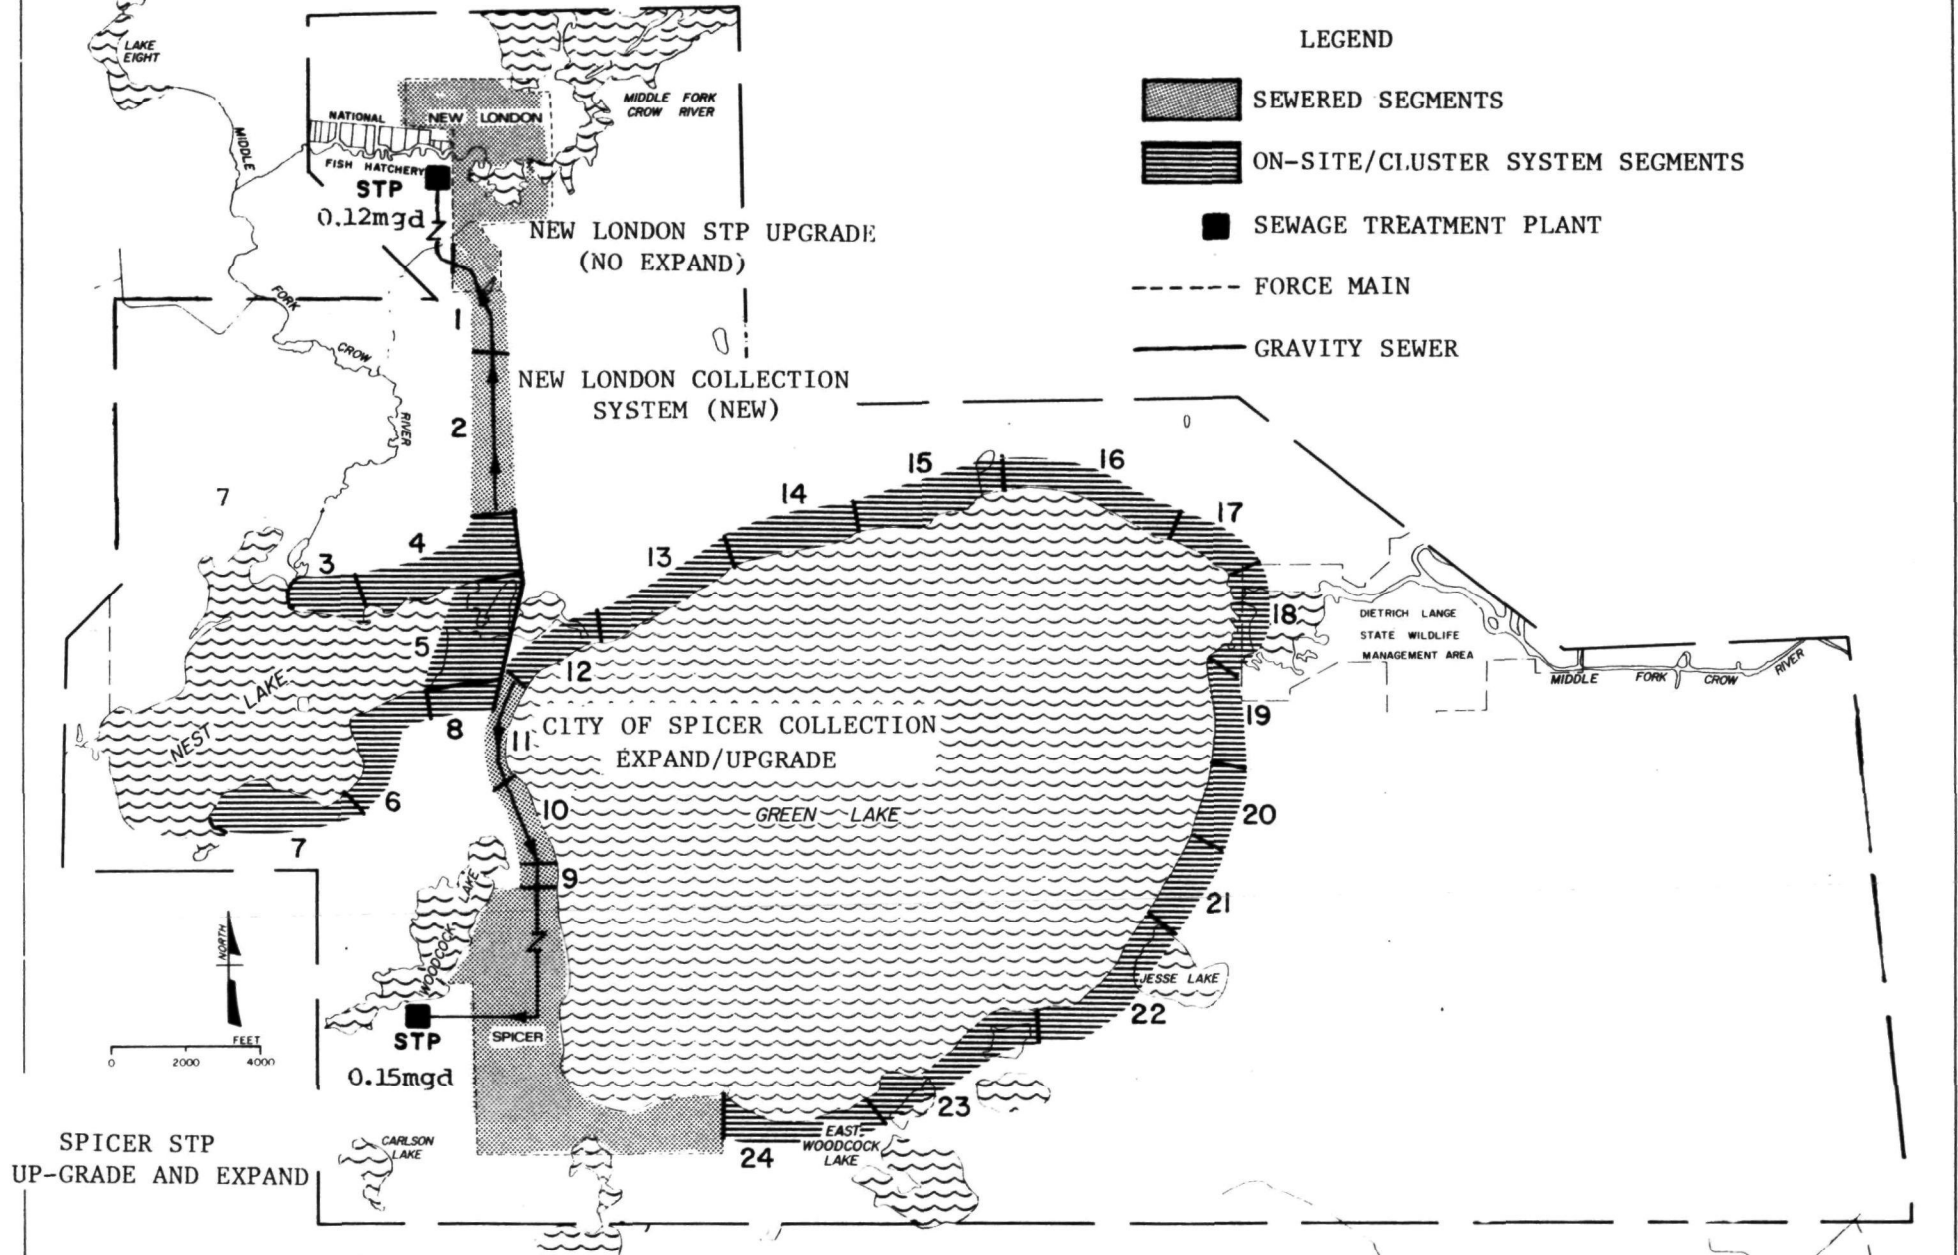 LEGEND
SEWERED SEGMENTS
ON-SITE/CLUSTER SYSTEM SEGMENTS
SEWAGE TREATMENT PLANT
FORCE MAIN
GRAVITY SEWER
LAKE
EIGHT
MIDDLE
FORK
CROW
RIVER
MIDDLE FORK
CROW RIVER
NATIONAL
FISH HATCHERY
NEW LONDON
STP
0.12mgd
NEW LONDON STP UPGRADE
(NO EXPAND)
1
NEW LONDON COLLECTION
SYSTEM (NEW)
2
7
3
4
5
6
7
8
NEST LAKE
9
10
11
12
13
14
15
16
17
18
19
20
21
22
23
24
CITY OF SPICER COLLECTION
EXPAND/UPGRADE
GREEN LAKE
DIETRICH LANGE
STATE WILDLIFE
MANAGEMENT AREA
MIDDLE FORK CROW RIVER
JESSE LAKE
EAST
WOODCOCK
LAKE
WOODCOCK LAKE
STP
0.15mgd
SPICER
NORTH
FEET
0 2000 4000
SPICER STP
UP-GRADE AND EXPAND
CARLSON
LAKE